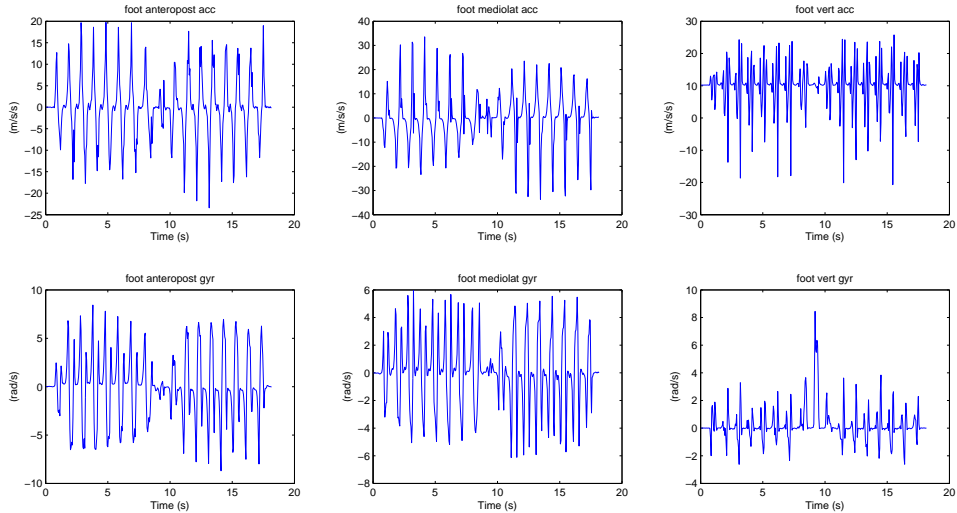 foot anteropost acc
20
15
10
5
0
−5
−10
−15
−20
−25
(m/s/s)
0 5 10 15 20
Time (s)
foot mediolat acc
40
30
20
10
0
−10
−20
−30
−40
(m/s/s)
0 5 10 15 20
Time (s)
foot vert acc
30
20
10
0
−10
−20
−30
(m/s/s)
0 5 10 15 20
Time (s)
foot anteropost gyr
10
5
0
−5
−10
(rad/s)
0 5 10 15 20
Time (s)
foot mediolat gyr
6
4
2
0
−2
−4
−6
−8
(rad/s)
0 5 10 15 20
Time (s)
foot vert gyr
10
8
6
4
2
0
−2
−4
(rad/s)
0 5 10 15 20
Time (s)